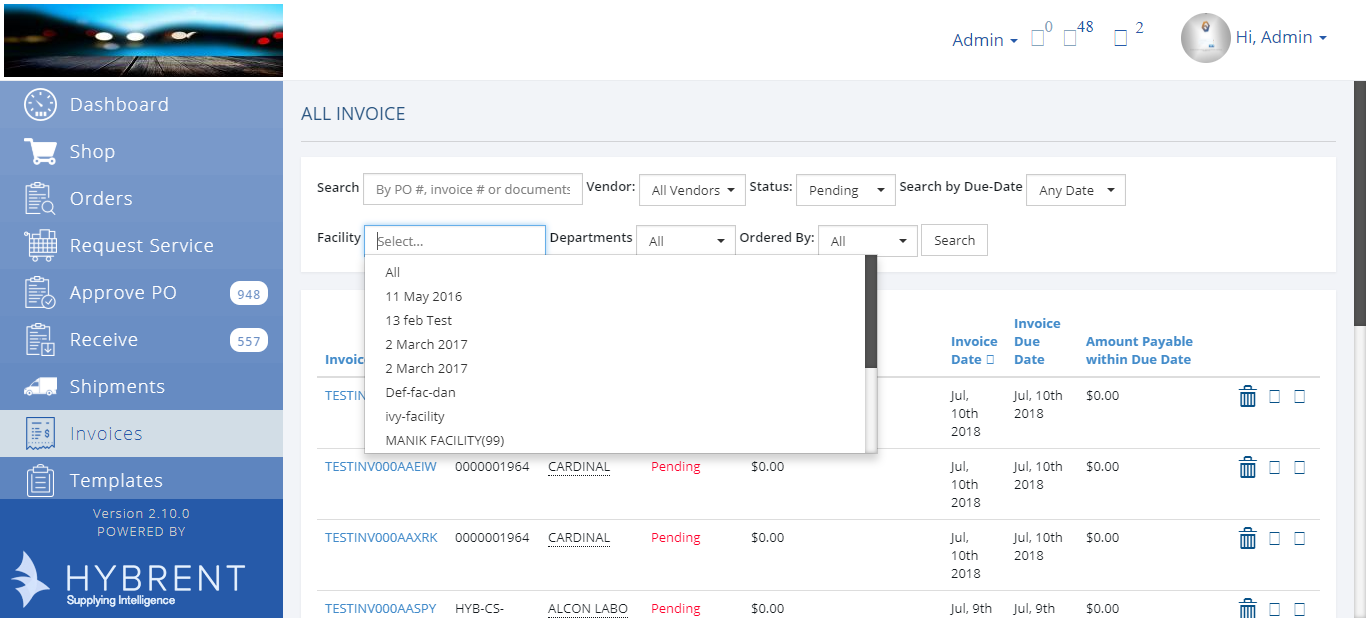 Admin
0
48
2
Hi, Admin
Dashboard
Shop
Orders
Request Service
Approve PO 948
Receive 557
Shipments
Invoices
Templates
Version 2.10.0
POWERED BY
HYBRENT
Supplying Intelligence
ALL INVOICE
Search By PO #, invoice # or documents Vendor: All Vendors Status: Pending Search by Due-Date Any Date
Facility Select... Departments All Ordered By: All Search
All
11 May 2016
13 feb Test
2 March 2017
2 March 2017
Def-fac-dan
ivy-facility
MANIK FACILITY(99)
Invoic
Invoice
Date
Invoice
Due
Date
Amount Payable
within Due Date
TESTIN
Jul,
10th
2018
Jul, 10th
2018
$0.00
TESTINV000AAEIW 0000001964 CARDINAL Pending $0.00
Jul,
10th
2018
Jul, 10th
2018
$0.00
TESTINV000AAXRK 0000001964 CARDINAL Pending $0.00
Jul,
10th
2018
Jul, 10th
2018
$0.00
TESTINV000AASPY HYB-CS- ALCON LABO Pending $0.00 Jul, 9th Jul, 9th $0.00